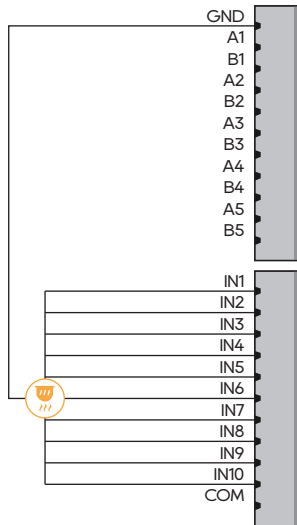 GND
A1
B1
A2
B2
A3
B3
A4
B4
A5
B5
IN1
IN2
IN3
IN4
IN5
IN6
IN7
IN8
IN9
IN10
COM